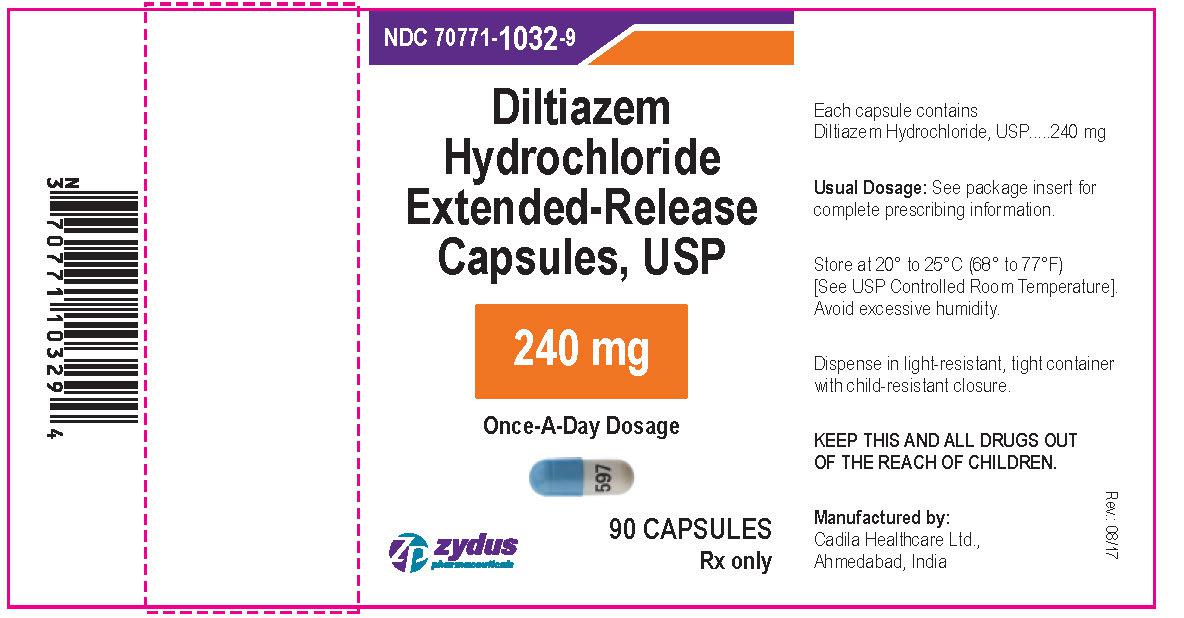 N
3
70771 10329
4
NDC 70771-1032-9
Diltiazem
Hydrochloride
Extended-Release
Capsules, USP
240 mg
Once-A-Day Dosage
597
90 CAPSULES
Rx only
zydus
pharmaceuticals
Each capsule contains
Diltiazem Hydrochloride, USP.....240 mg
Usual Dosage: See package insert for
complete prescribing information.
Store at 20° to 25°C (68° to 77°F)
[See USP Controlled Room Temperature].
Avoid excessive humidity.
Dispense in light-resistant, tight container
with child-resistant closure.
KEEP THIS AND ALL DRUGS OUT
OF THE REACH OF CHILDREN.
Manufactured by:
Cadila Healthcare Ltd.,
Ahmedabad, India
Rev.: 08/17